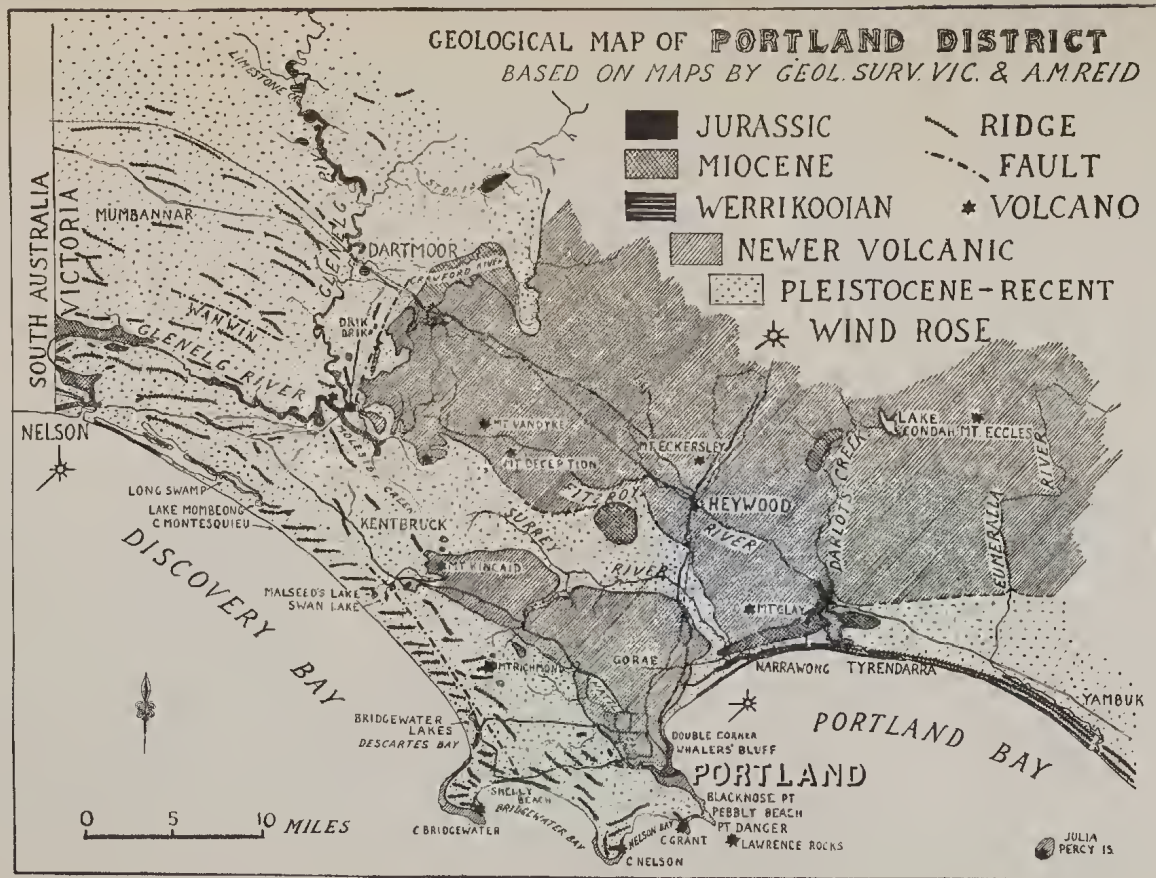 GEOLOGICAL MAP OF PORTLAND DISTRICT
BASED ON MAPS BY GEOL. SURV. VIC. & A.M. REID
JURASSIC
RIDGE
MIOCENE
FAULT
WERRIKOOIAN
VOLCANO
NEWER VOLCANIC
PLEISTOCENE-RECENT
WIND ROSE
SOUTH AUSTRALIA
VICTORIA
LIMESTONE
MUMBANNAR
GLENELG
DARTMOOR
CRAWFORD RIVER
DRIK
DRIK
WANWIN
GLENELG RIVER
NELSON
MT VANDYKE
MT DECEPTION
MT ECKERSLEY
LAKE
CONDAH
MT. ECCLES
HEYWOOD
FITZROY
RIVER
DARLOTS CREEK
EUMERALLA
RIVER
LONG SWAMP
LAKE MOMBEONG
C MONTESQUIEU
KENTBRUCK
CREEK
SURREY
RIVER
MT KINCAID
MALSEED'S LAKE
SWAN LAKE
MT CLAY
DISCOVERY BAY
MT RICHMOND
GORAE
NARRAWONG
TYRENDARRA
YAMBUK
BRIDGEWATER
LAKES
DESCARTES BAY
DOUBLE CORNER
WHALERS' BLUFF
PORTLAND BAY
PORTLAND
SHELLY
BEACH
BRIDGEWATER BAY
C BRIDGEWATER
BLACKNOSE PT
PEBBLY BEACH
PT DANGER
NELSON BAY
C GRANT
LAWRENCE ROCKS
C NELSON
JULIA
PERCY IS.
0 5 10 MILES